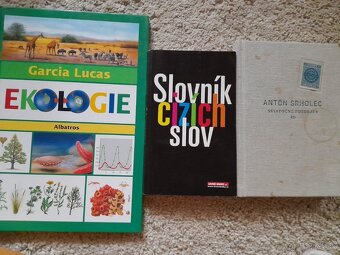 Garcia Lucas
EKOLOGIE
Albatros
Slovník
cizích
slov
ANTON SRHOLEC